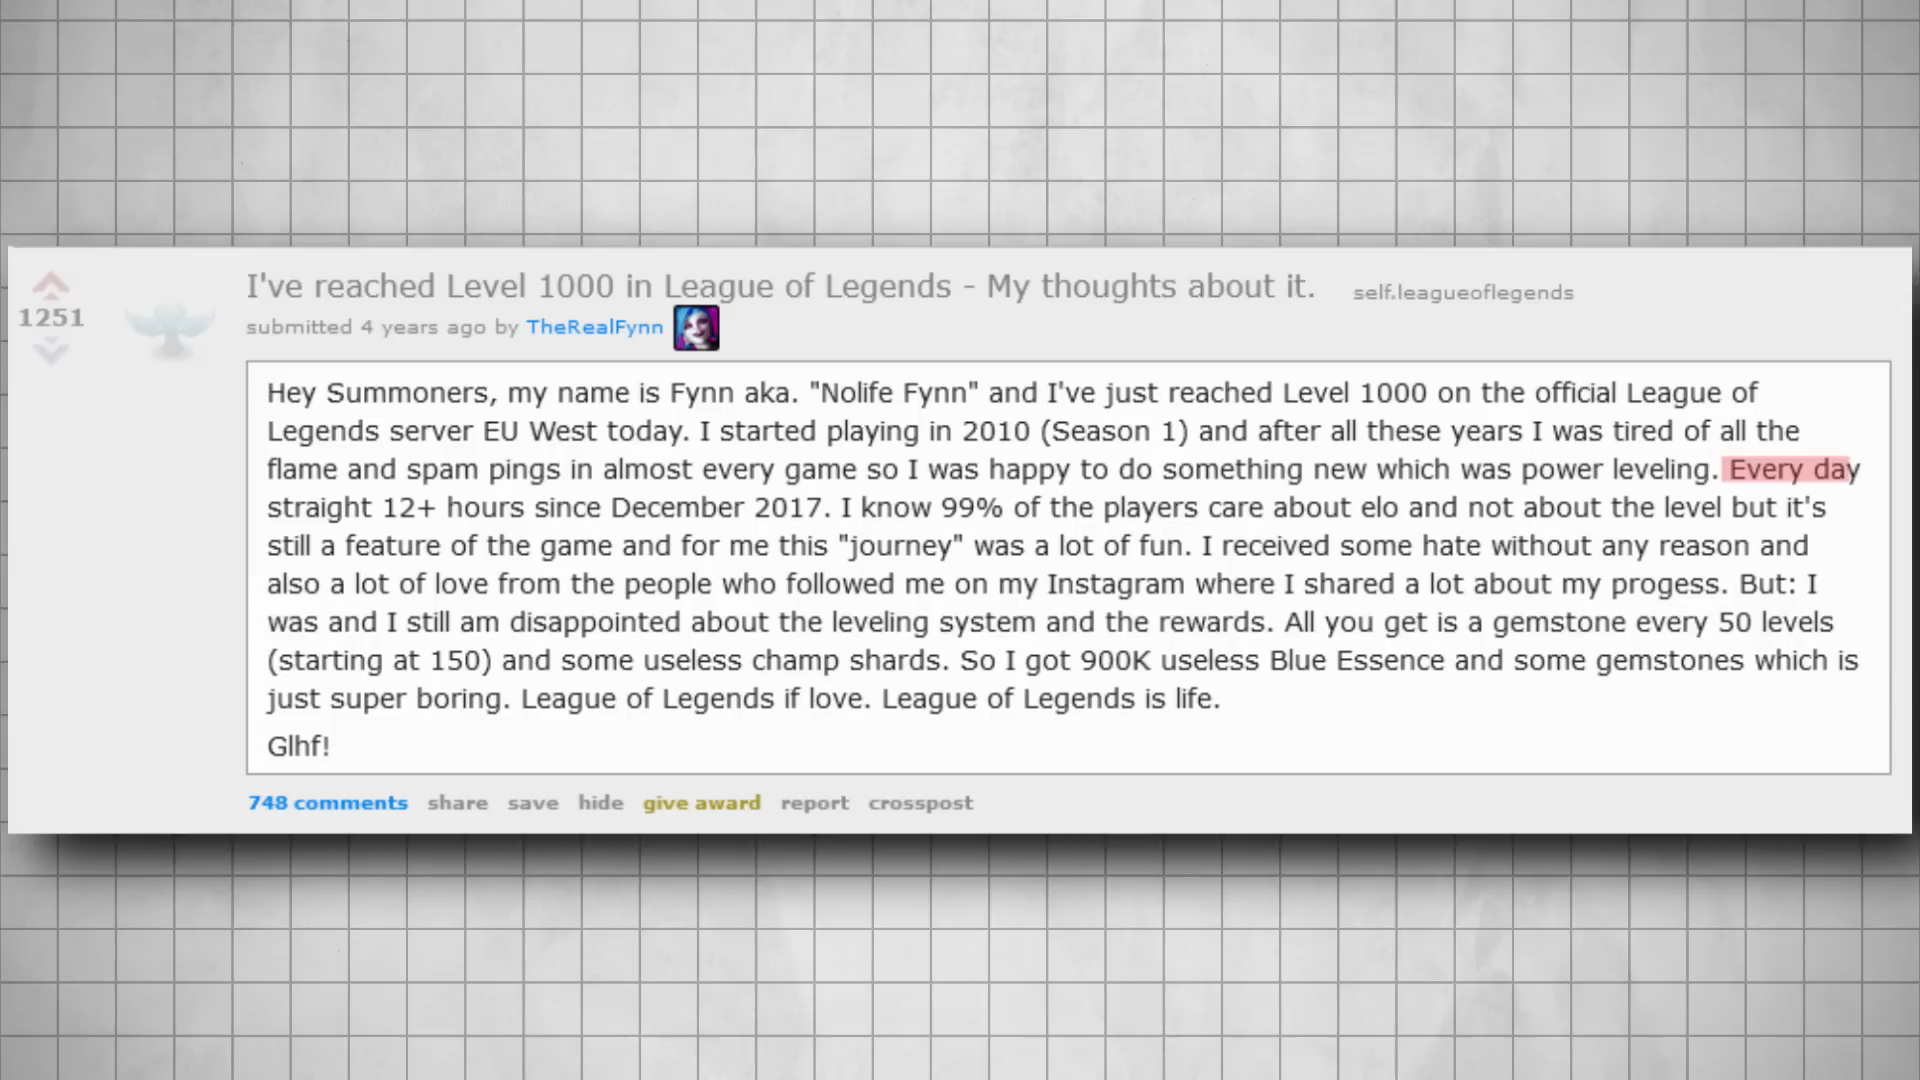 I've reached Level 1000 in League of Legends - My thoughts about it. self.leagueoflegends
1251
submitted 4 years ago by TheRealFynn
Hey Summoners, my name is Fynn aka. "Nolife Fynn" and I've just reached Level 1000 on the official League of
Legends server EU West today. I started playing in 2010 (Season 1) and after all these years I was tired of all the
flame and spam pings in almost every game so I was happy to do something new which was power leveling. Every day
straight 12+ hours since December 2017. I know 99% of the players care about elo and not about the level but it's
still a feature of the game and for me this "journey" was a lot of fun. I received some hate without any reason and
also a lot of love from the people who followed me on my Instagram where I shared a lot about my progess. But: I
was and I still am disappointed about the leveling system and the rewards. All you get is a gemstone every 50 levels
(starting at 150) and some useless champ shards. So I got 900K useless Blue Essence and some gemstones which is
just super boring. League of Legends if love. League of Legends is life.
Glhf!
748 comments share save hide give award report crosspost